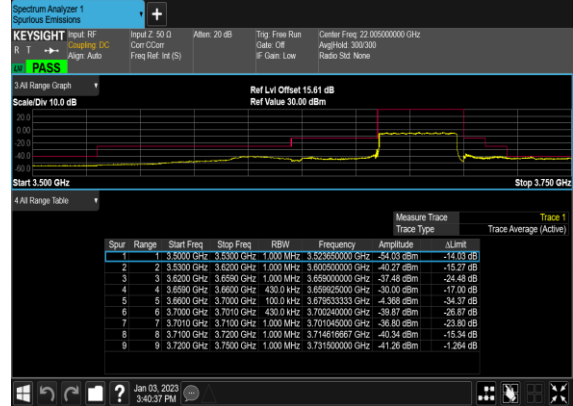 Spectrum Analyzer 1
Spurious Emissions
KEYSIGHT Input: RF Input Z: 50 Ω Atten: 20 dB Trig: Free Run Center Freq: 22.005000000 GHz
R T Coupling: DC Corr CCorr Gate: Off Avg|Hold: 300/300
Align: Auto Freq Ref: Int (S) IF Gain: Low Radio Std: None
PASS
3.All Range Graph Ref Lvl Offset 15.61 dB
Scale/Div 10.0 dB Ref Value 30.00 dBm
20.0
0.00
-20.0
-40.0
-60.0
Start 3.500 GHz Stop 3.750 GHz
4.All Range Table
Measure Trace Trace 1
Trace Type Trace Average (Active)
Spur Range Start Freq Stop Freq RBW Frequency Amplitude ΔLimit
1 1 3.5000 GHz 3.5300 GHz 1.000 MHz 3.523650000 GHz -54.03 dBm -14.03 dB
2 2 3.5300 GHz 3.6200 GHz 1.000 MHz 3.600500000 GHz -40.27 dBm -15.27 dB
3 3 3.6200 GHz 3.6590 GHz 1.000 MHz 3.659000000 GHz -37.48 dBm -24.48 dB
4 4 3.6590 GHz 3.6600 GHz 430.0 kHz 3.659925000 GHz -30.00 dBm -17.00 dB
5 5 3.6600 GHz 3.7000 GHz 100.0 kHz 3.679533333 GHz -4.368 dBm -34.37 dB
6 6 3.7000 GHz 3.7010 GHz 430.0 kHz 3.700240000 GHz -39.87 dBm -26.87 dB
7 7 3.7010 GHz 3.7100 GHz 1.000 MHz 3.701045000 GHz -36.80 dBm -23.80 dB
8 8 3.7100 GHz 3.7200 GHz 1.000 MHz 3.714616667 GHz -40.34 dBm -15.34 dB
9 9 3.7200 GHz 3.7500 GHz 1.000 MHz 3.731500000 GHz -41.26 dBm -1.264 dB
? Jan 03, 2023
3:40:37 PM